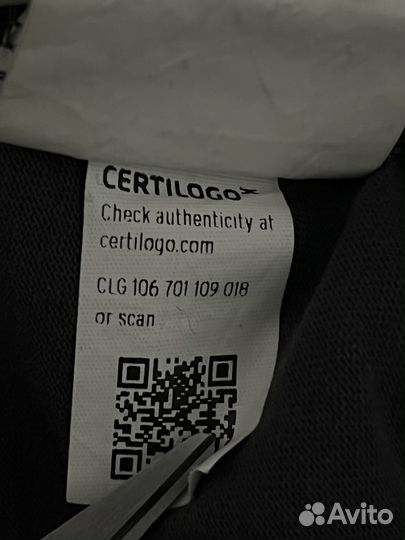 CERTILOGO
Check authenticity at
certilogo.com
CLG 106 701 109 018
or scan
Avito